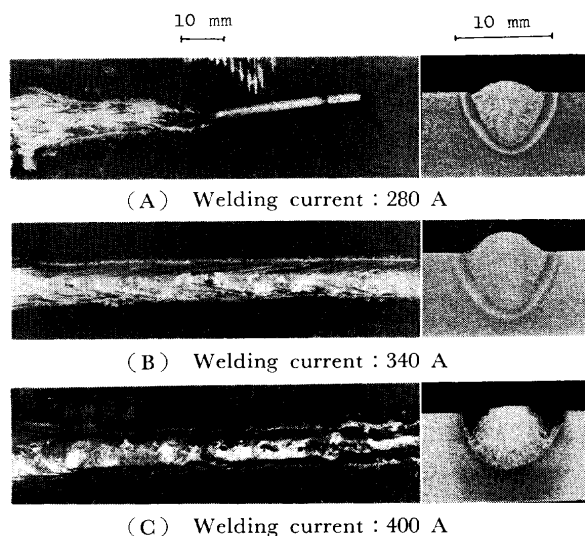 10 mm 10 mm
(A) Welding current : 280 A
(B) Welding current : 340 A
(C) Welding current : 400 A